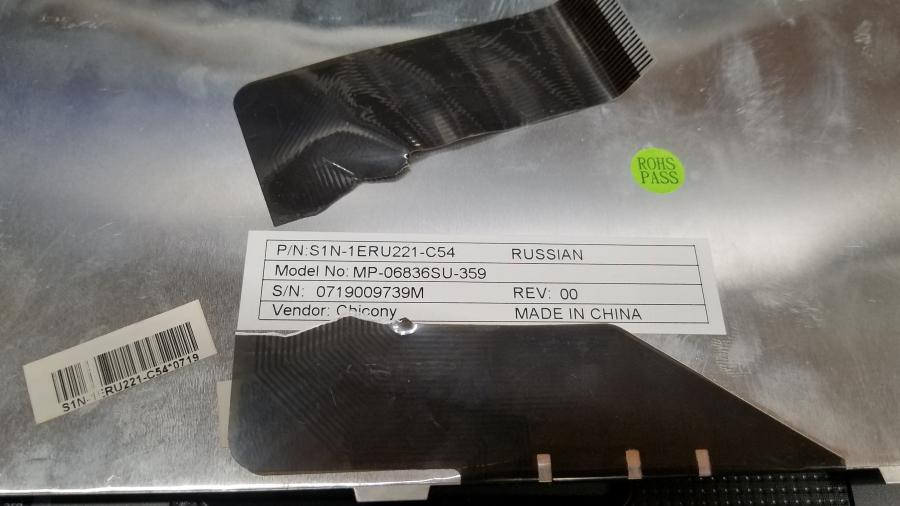 ROHS
PASS
P/N:S1N-1ERU221-C54 RUSSIAN
Model No: MP-06836SU-359
S/N: 0719009739M REV: 00
Vendor: Chicony MADE IN CHINA
S1N-1ERU221-C54*0719